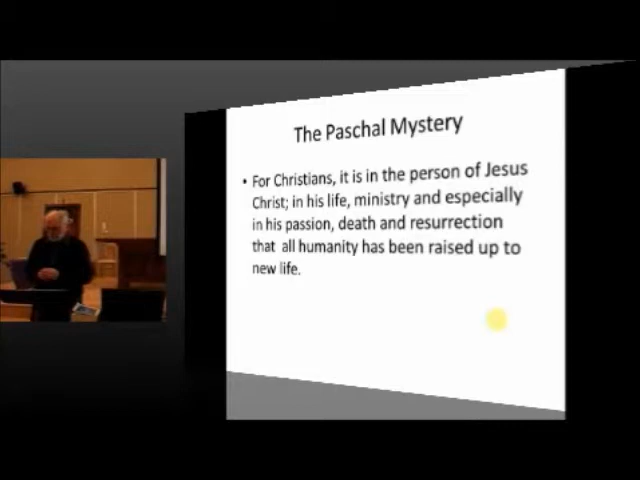 The Paschal Mystery
• For Christians, it is in the person of Jesus
Christ; in his life, ministry and especially
in his passion, death and resurrection
that all humanity has been raised up to
new life.